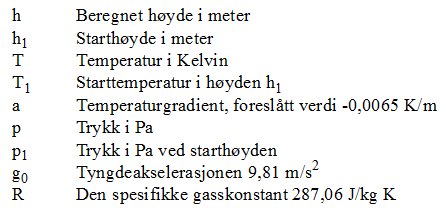 h Beregnet høyde i meter
h₁ Starthøyde i meter
T Temperatur i Kelvin
T₁ Starttemperatur i høyden h₁
a Temperaturgradient, foreslått verdi -0,0065 K/m
p Trykk i Pa
p₁ Trykk i Pa ved starthøyden
g₀ Tyngdeakselerasjonen 9,81 m/s²
R Den spesifikke gasskonstant 287,06 J/kg K